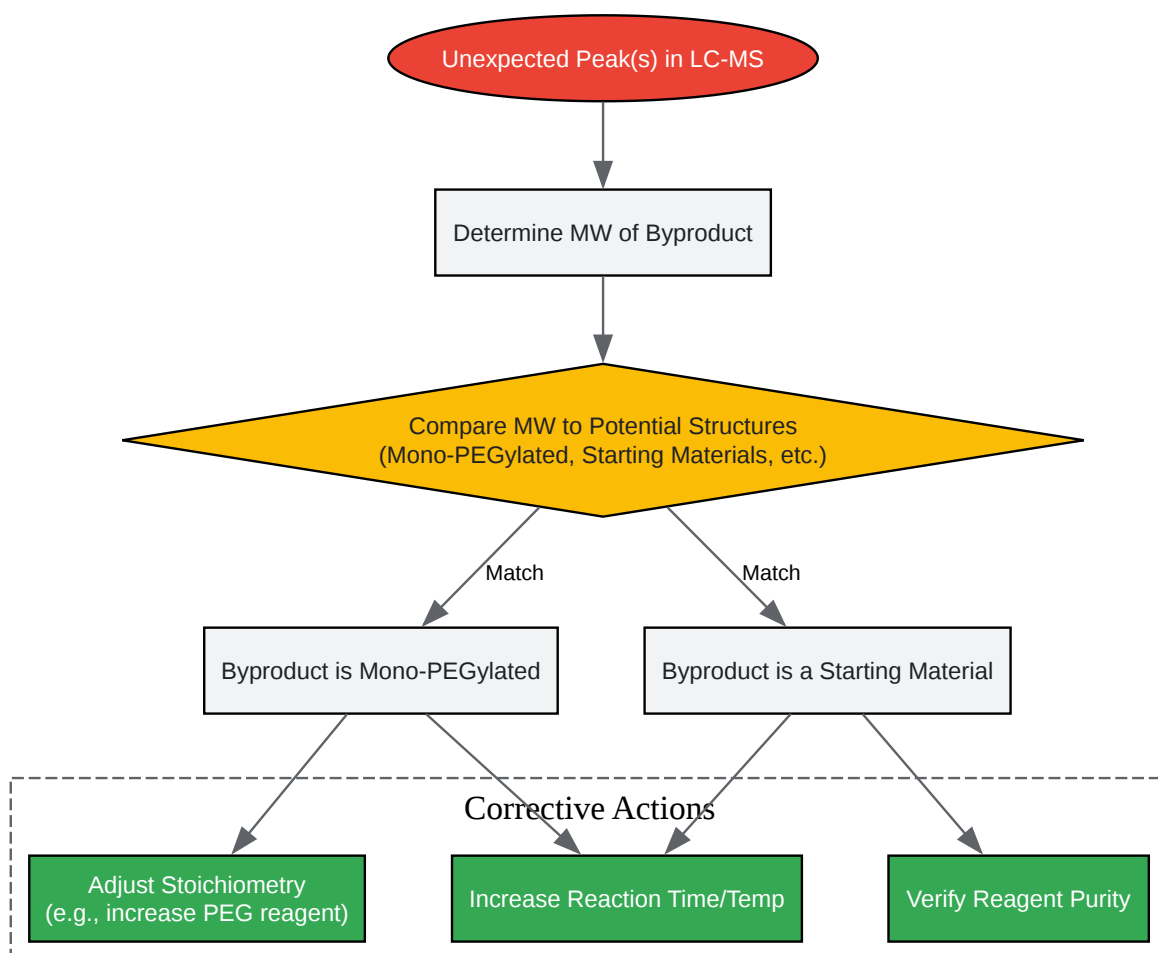 Unexpected Peak(s) in LC-MS
Determine MW of Byproduct
Compare MW to Potential Structures
(Mono-PEGylated, Starting Materials, etc.)
Match
Match
Byproduct is Mono-PEGylated
Byproduct is a Starting Material
Corrective Actions
Adjust Stoichiometry
(e.g., increase PEG reagent)
Increase Reaction Time/Temp
Verify Reagent Purity